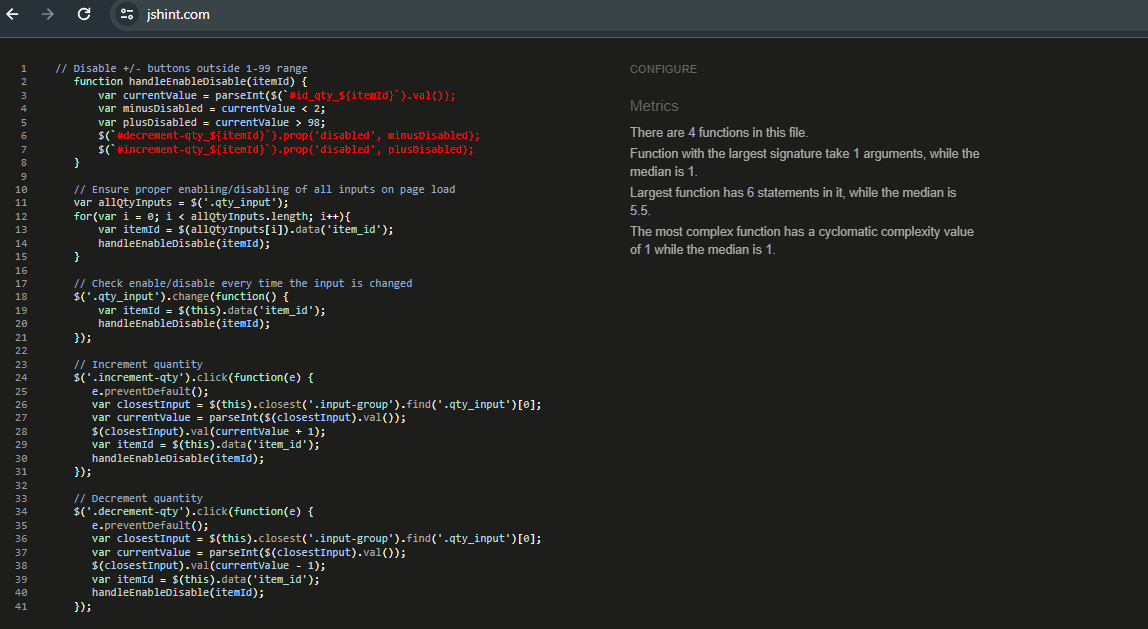 jshint.com
1 // Disable +/- buttons outside 1-99 range
2 function handleEnableDisable(itemId) {
3 var currentValue = parseInt($(`#id_qty_${itemId}`).val());
4 var minusDisabled = currentValue < 2;
5 var plusDisabled = currentValue > 98;
6 $(`#decrement-qty_${itemId}`).prop('disabled', minusDisabled);
7 $(`#increment-qty_${itemId}`).prop('disabled', plusDisabled);
8 }
9
10 // Ensure proper enabling/disabling of all inputs on page load
11 var allQtyInputs = $('.qty_input');
12 for(var i = 0; i < allQtyInputs.length; i++){
13 var itemId = $(allQtyInputs[i]).data('item_id');
14 handleEnableDisable(itemId);
15 }
16
17 // Check enable/disable every time the input is changed
18 $('.qty_input').change(function() {
19 var itemId = $(this).data('item_id');
20 handleEnableDisable(itemId);
21 });
22
23 // Increment quantity
24 $('.increment-qty').click(function(e) {
25 e.preventDefault();
26 var closestInput = $(this).closest('.input-group').find('.qty_input')[0];
27 var currentValue = parseInt($(closestInput).val());
28 $(closestInput).val(currentValue + 1);
29 var itemId = $(this).data('item_id');
30 handleEnableDisable(itemId);
31 });
32
33 // Decrement quantity
34 $('.decrement-qty').click(function(e) {
35 e.preventDefault();
36 var closestInput = $(this).closest('.input-group').find('.qty_input')[0];
37 var currentValue = parseInt($(closestInput).val());
38 $(closestInput).val(currentValue - 1);
39 var itemId = $(this).data('item_id');
40 handleEnableDisable(itemId);
41 });
CONFIGURE
Metrics
There are 4 functions in this file.
Function with the largest signature take 1 arguments, while the
median is 1.
Largest function has 6 statements in it, while the median is
5.5.
The most complex function has a cyclomatic complexity value
of 1 while the median is 1.